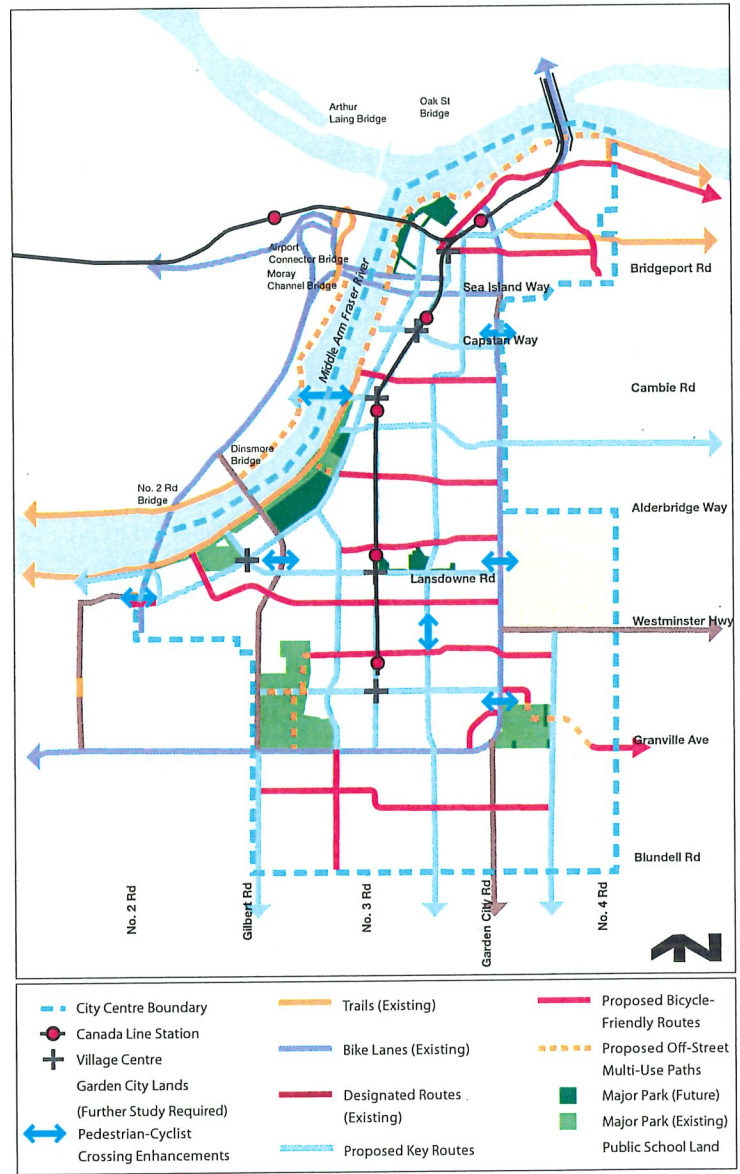 Arthur
Laing Bridge
Oak St
Bridge
Airport
Connector Bridge
Moray
Channel Bridge
Bridgeport Rd
Sea Island Way
Middle Arm Fraser River
Capstan Way
Cambie Rd
Dinsmore
Bridge
No. 2 Rd
Bridge
Alderbridge Way
Lansdowne Rd
Westminster Hwy
Granville Ave
Blundell Rd
No. 2 Rd
Gilbert Rd
No. 3 Rd
Garden City Rd
No. 4 Rd
City Centre Boundary
Canada Line Station
Village Centre
Garden City Lands
(Further Study Required)
Pedestrian-Cyclist
Crossing Enhancements
Trails (Existing)
Bike Lanes (Existing)
Designated Routes
(Existing)
Proposed Key Routes
Proposed Bicycle-
Friendly Routes
Proposed Off-Street
Multi-Use Paths
Major Park (Future)
Major Park (Existing)
Public School Land